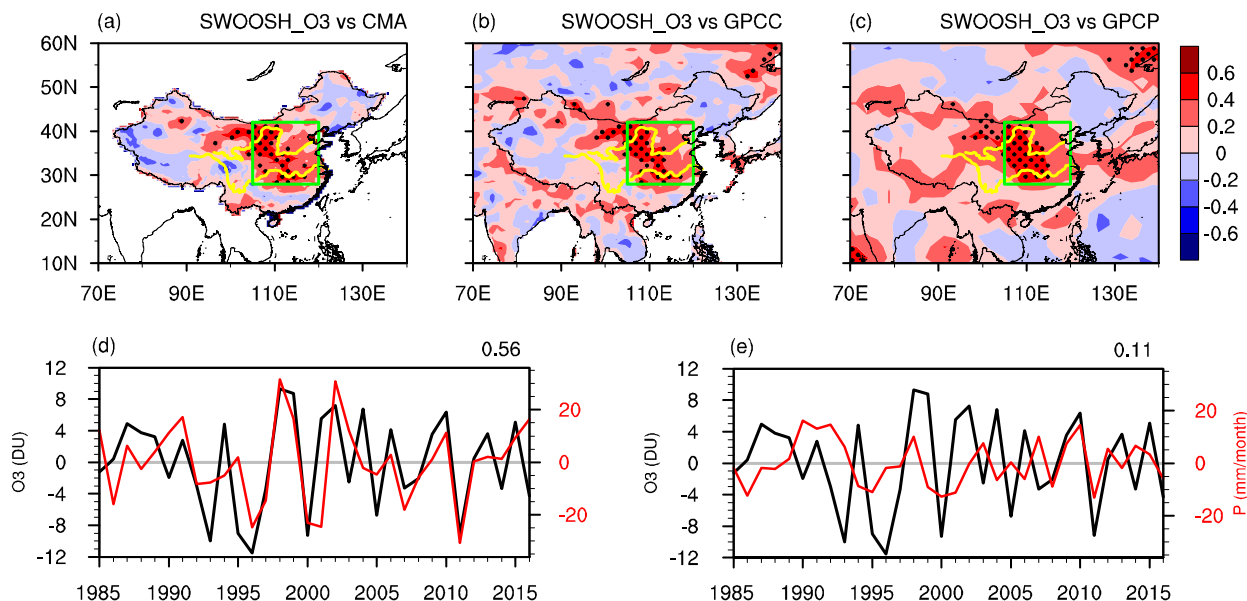 (a) SWOOSH_O3 vs CMA
(b) SWOOSH_O3 vs GPCC
(c) SWOOSH_O3 vs GPCP
60N
50N
40N
30N
20N
10N
70E 90E 110E 130E
70E 90E 110E 130E
70E 90E 110E 130E
0.6
0.4
0.2
0
-0.2
-0.4
-0.6
(d) 0.56
O3 (DU)
12
8
4
0
-4
-8
-12
20
0
-20
1985 1990 1995 2000 2005 2010 2015
(e) 0.11
O3 (DU)
12
8
4
0
-4
-8
-12
20
0
-20
P (mm/month)
1985 1990 1995 2000 2005 2010 2015